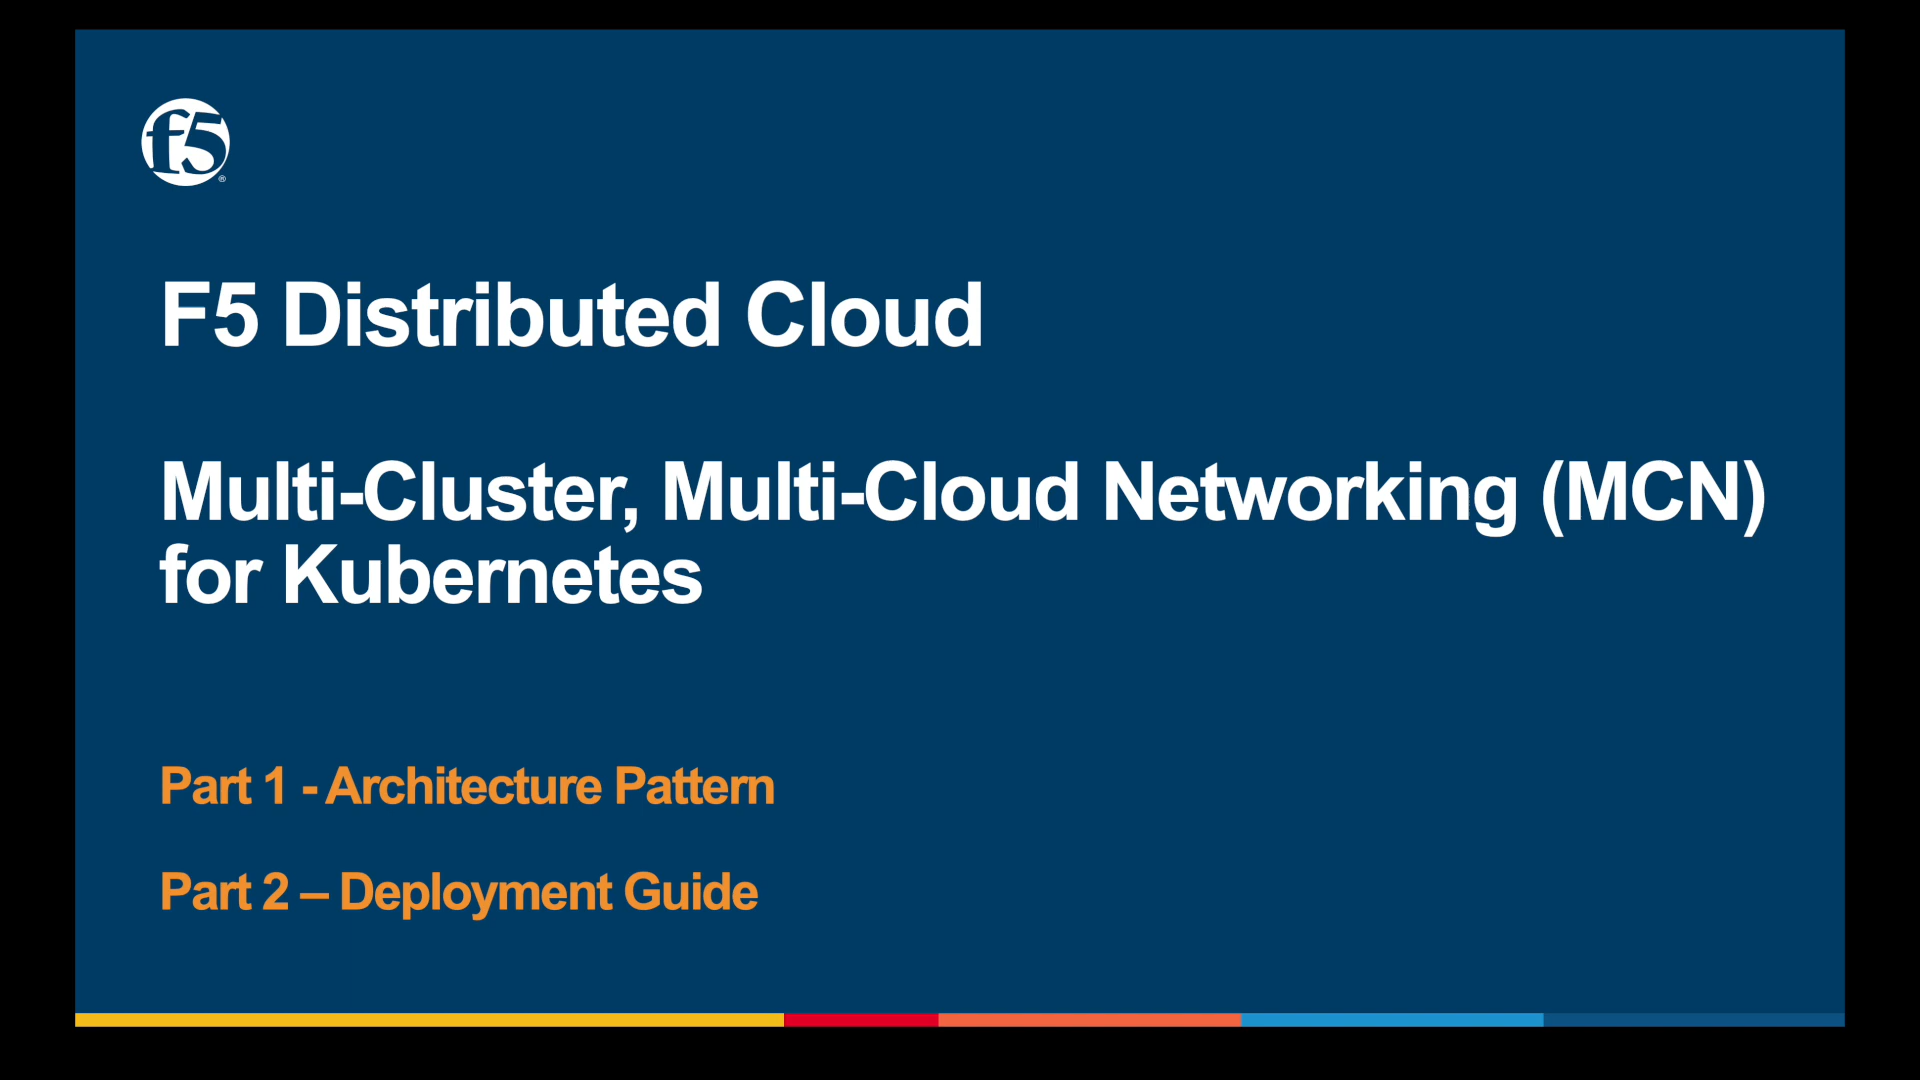 f5
®
F5 Distributed Cloud
Multi-Cluster, Multi-Cloud Networking (MCN)
for Kubernetes
Part 1 - Architecture Pattern
Part 2 – Deployment Guide